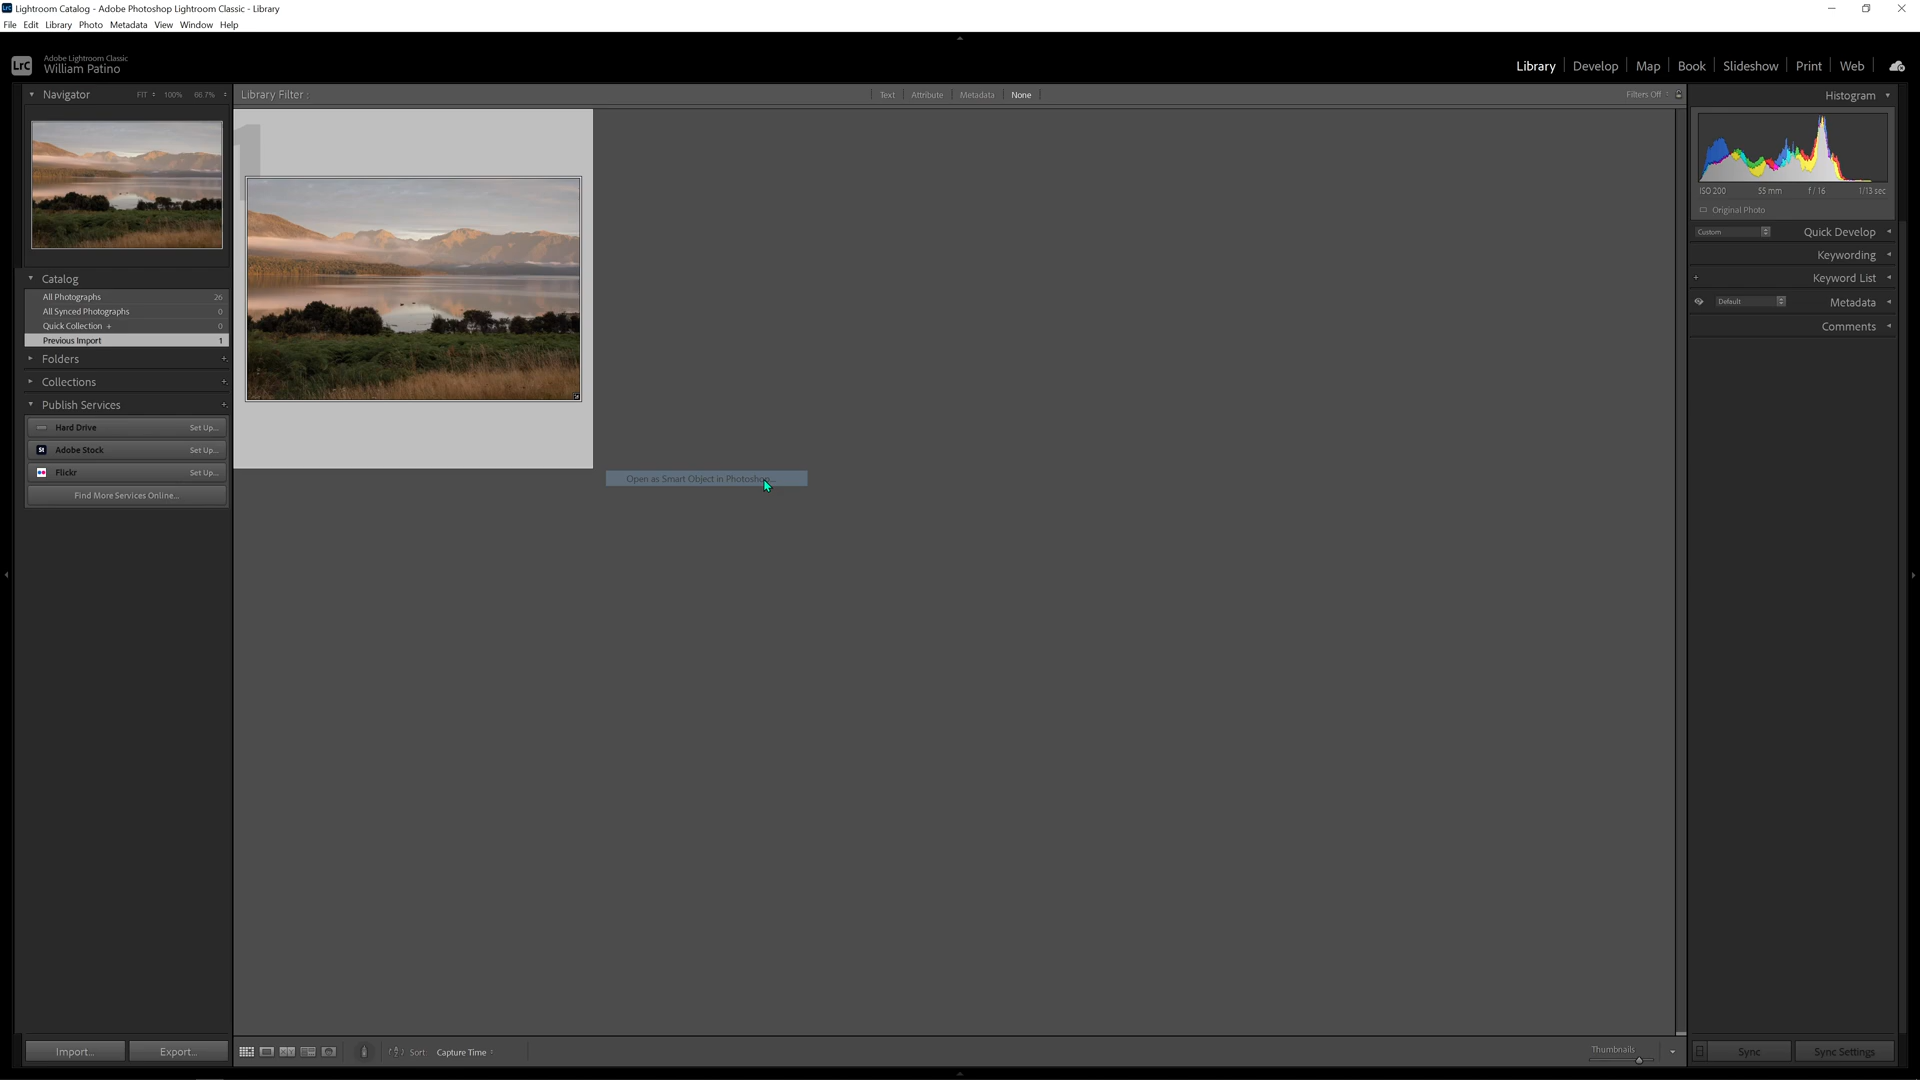 Lightroom Catalog - Adobe Photoshop Lightroom Classic - Library
File Edit Library Photo Metadata View Window Help
LrC
Adobe Lightroom Classic
William Patino
Library Develop Map Book Slideshow Print Web
Navigator FIT 100% 66.7%
Library Filter : Text Attribute Metadata None Filters Off
Histogram
1
ISO 200 55 mm f / 16 1/13 sec
Original Photo
Custom Quick Develop
Keywording
+ Keyword List
Default Metadata
Comments
Catalog
All Photographs 26
All Synced Photographs 0
Quick Collection + 0
Previous Import 1
Folders +
Collections +
Publish Services +
Hard Drive Set Up...
St Adobe Stock Set Up...
Flickr Set Up...
Find More Services Online...
Open as Smart Object in Photoshop...
Import... Export...
XY Sort: Capture Time
Thumbnails
Sync Sync Settings